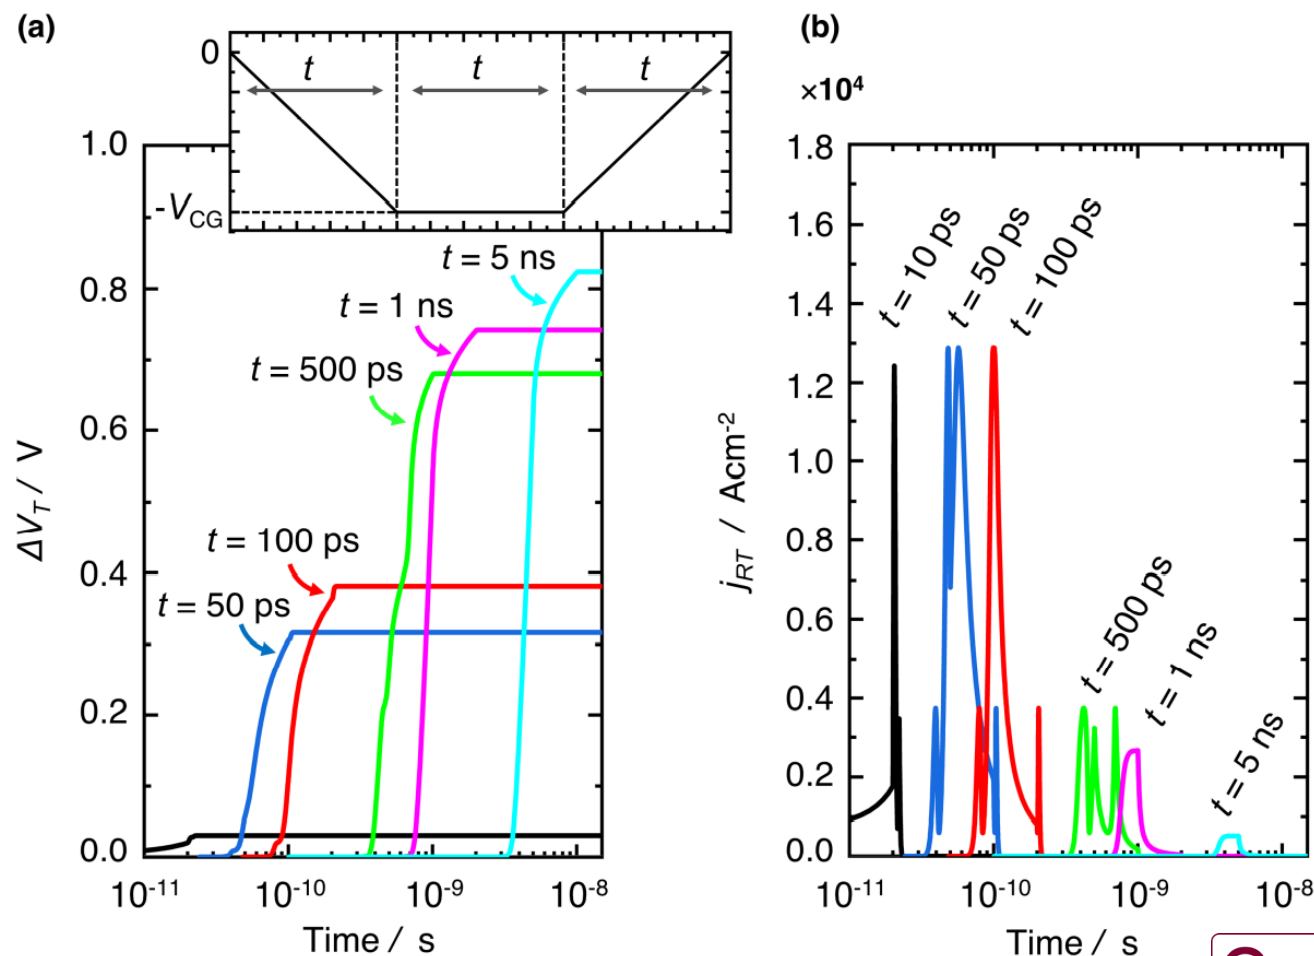 (a)
0
t
t
t
-VCG
1.0
0.8
0.6
0.4
0.2
0.0
ΔVT / V
t = 5 ns
t = 1 ns
t = 500 ps
t = 100 ps
t = 50 ps
10-11
10-10
10-9
10-8
Time / s
(b)
×10⁴
1.8
1.6
1.4
1.2
1.0
0.8
0.6
0.4
0.2
0.0
jRT / Acm-2
t = 10 ps
t = 50 ps
t = 100 ps
t = 500 ps
t = 1 ns
t = 5 ns
10-11
10-10
10-9
10-8
Time / s